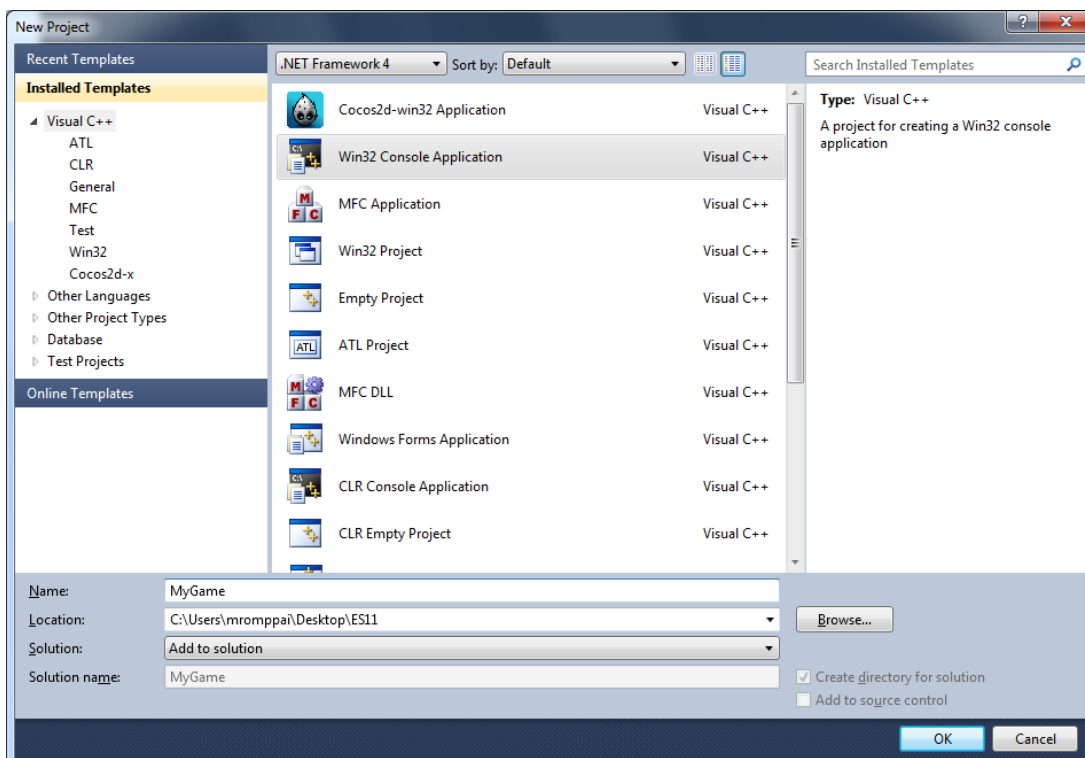 New Project
Recent Templates
Installed Templates
Visual C++
ATL
CLR
General
MFC
Test
Win32
Cocos2d-x
Other Languages
Other Project Types
Database
Test Projects
Online Templates
.NET Framework 4 Sort by: Default
Cocos2d-win32 Application Visual C++
Win32 Console Application Visual C++
MFC Application Visual C++
Win32 Project Visual C++
Empty Project Visual C++
ATL Project Visual C++
MFC DLL Visual C++
Windows Forms Application Visual C++
CLR Console Application Visual C++
CLR Empty Project Visual C++
Search Installed Templates
Type: Visual C++
A project for creating a Win32 console
application
Name: MyGame
Location: C:\Users\mromppai\Desktop\ES11 Browse...
Solution: Add to solution
Solution name: MyGame
Create directory for solution
Add to source control
OK Cancel